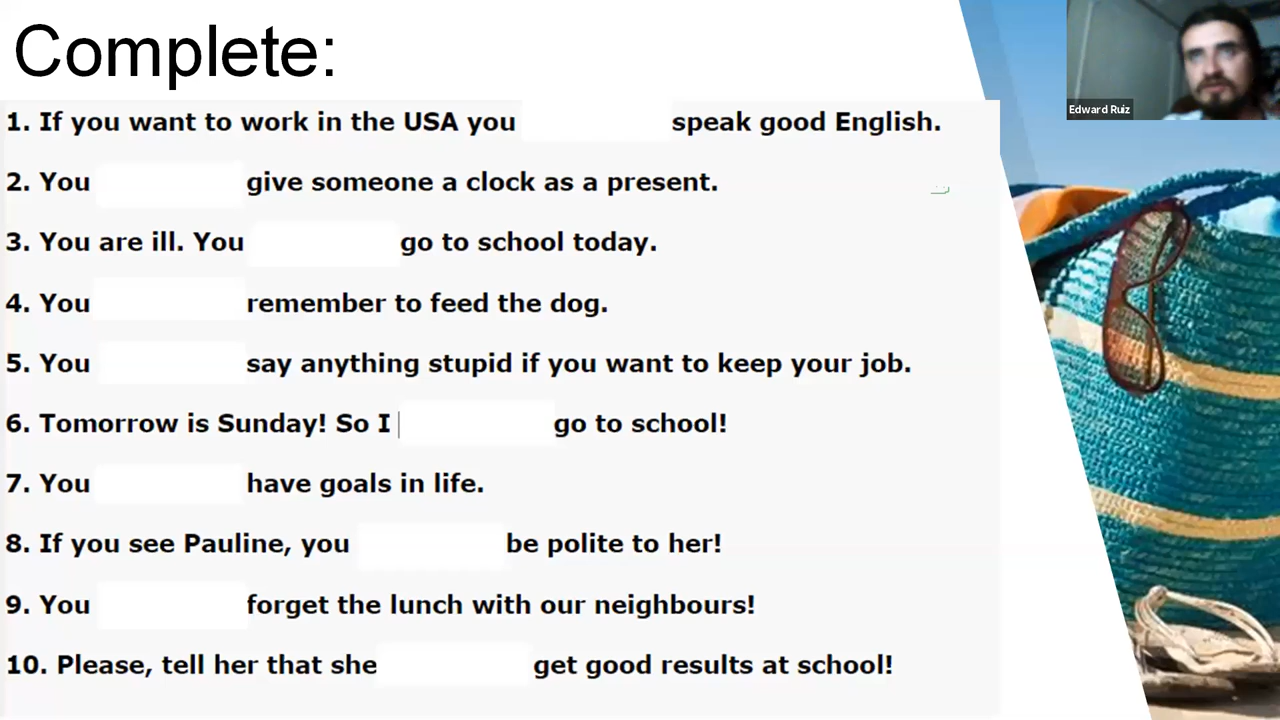 Complete:
Edward Ruiz
1. If you want to work in the USA you speak good English.
2. You give someone a clock as a present.
3. You are ill. You go to school today.
4. You remember to feed the dog.
5. You say anything stupid if you want to keep your job.
6. Tomorrow is Sunday! So I go to school!
7. You have goals in life.
8. If you see Pauline, you be polite to her!
9. You forget the lunch with our neighbours!
10. Please, tell her that she get good results at school!